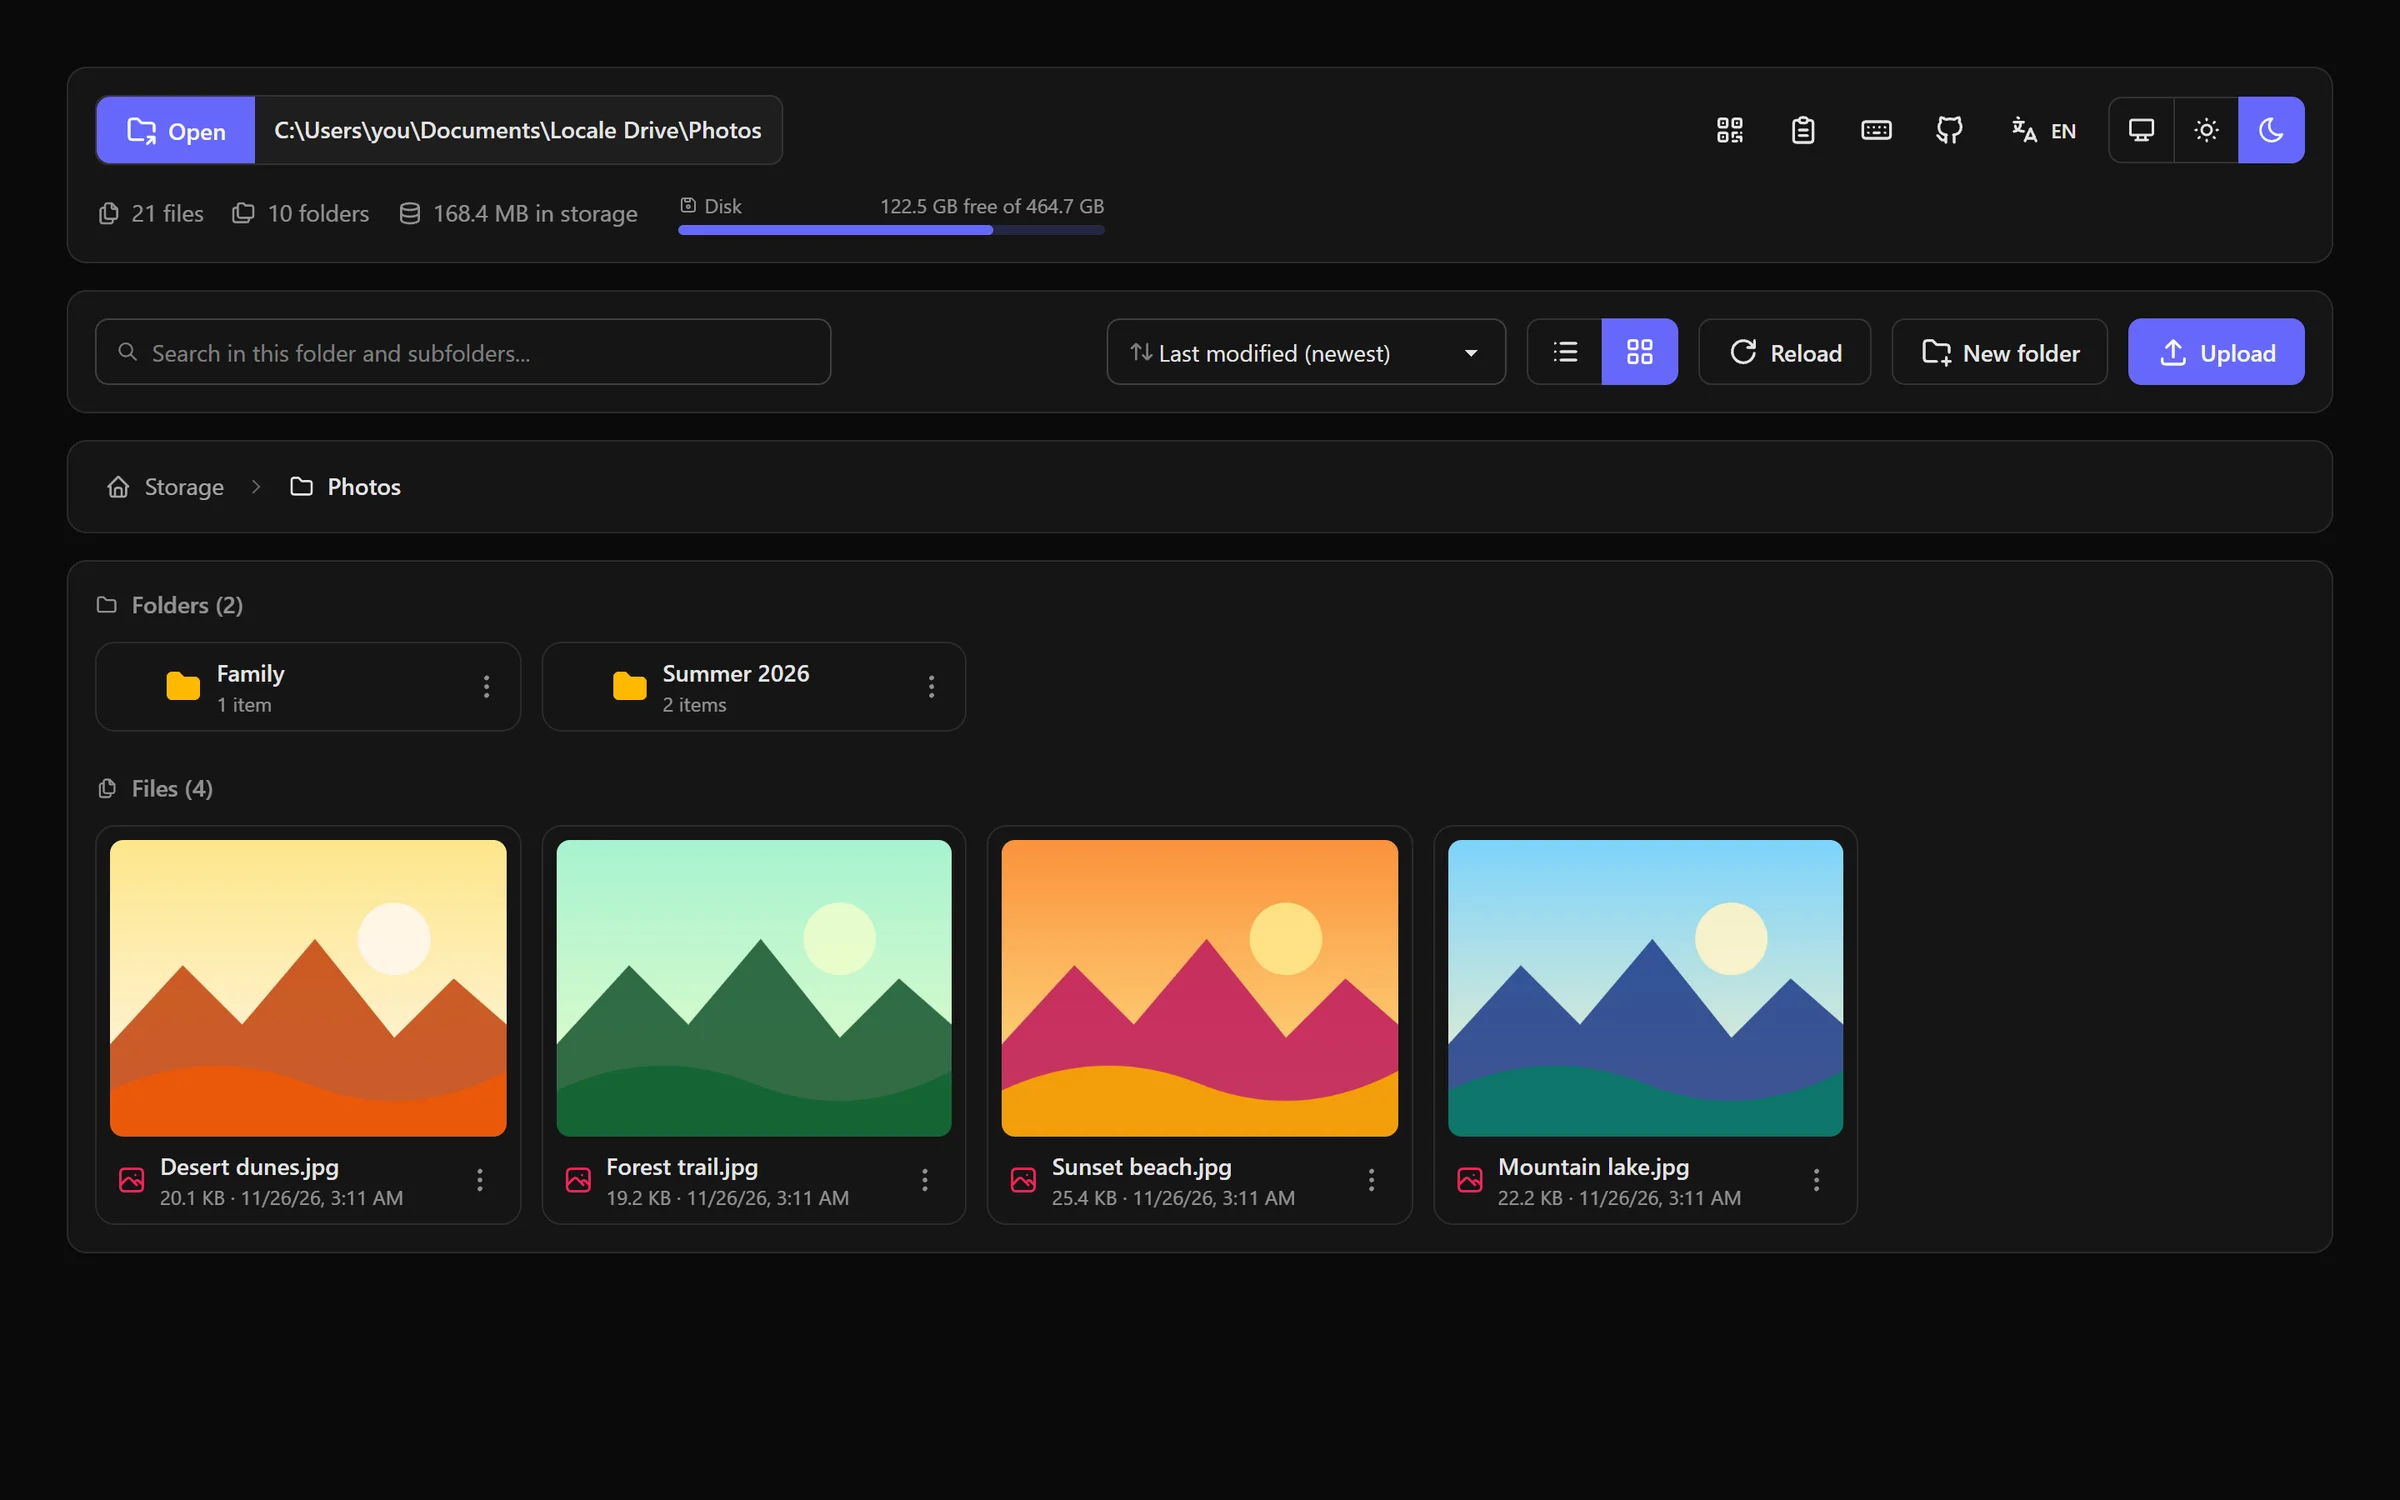 Open
C:\Users\you\Documents\Locale Drive\Photos
EN
21 files
10 folders
168.4 MB in storage
Disk
122.5 GB free of 464.7 GB
Search in this folder and subfolders...
Last modified (newest)
Reload
New folder
Upload
Storage
Photos
Folders (2)
Family
1 item
Summer 2026
2 items
Files (4)
Desert dunes.jpg
20.1 KB · 11/26/26, 3:11 AM
Forest trail.jpg
19.2 KB · 11/26/26, 3:11 AM
Sunset beach.jpg
25.4 KB · 11/26/26, 3:11 AM
Mountain lake.jpg
22.2 KB · 11/26/26, 3:11 AM